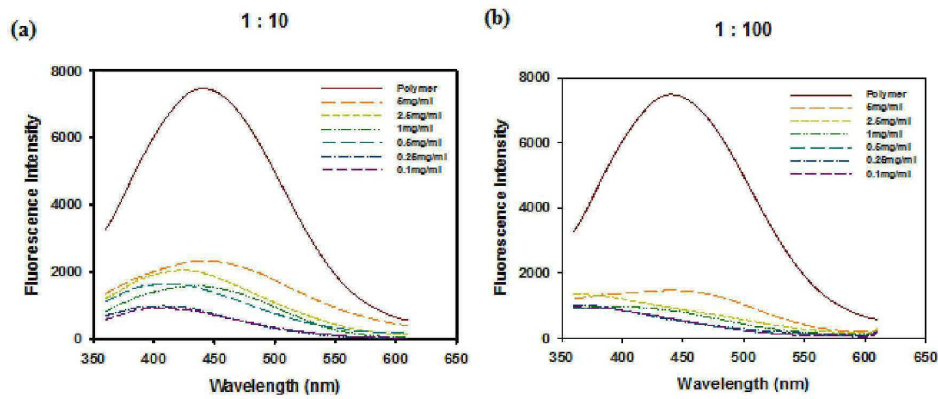 (a)
1 : 10
8000
6000
4000
2000
0
Fluorescence Intensity
Polymer
5mg/ml
2.5mg/ml
1mg/ml
0.5mg/ml
0.25mg/ml
0.1mg/ml
350 400 450 500 550 600 650
Wavelength (nm)
(b)
1 : 100
8000
6000
4000
2000
0
Fluorescence Intensity
Polymer
5mg/ml
2.5mg/ml
1mg/ml
0.5mg/ml
0.25mg/ml
0.1mg/ml
350 400 450 500 550 600 650
Wavelength (nm)